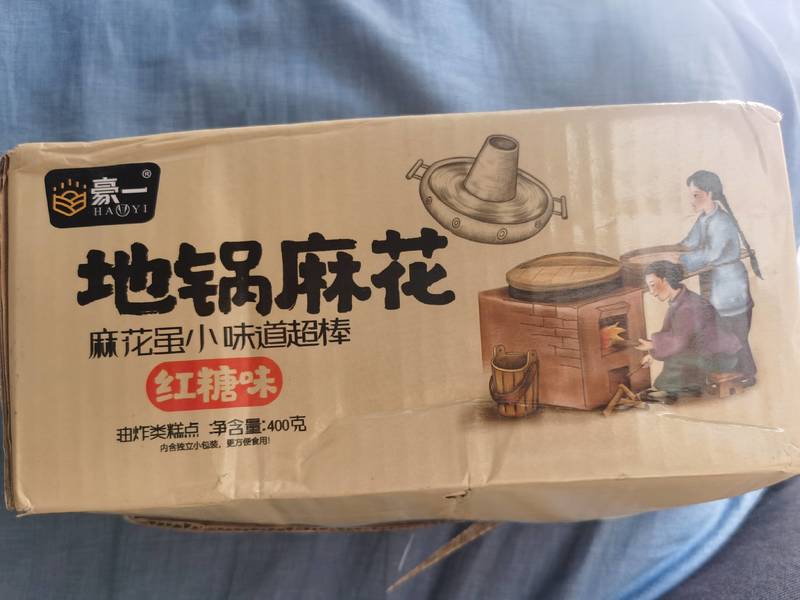 豪一®
HAOYI
地锅麻花
麻花虽小味道超棒
红糖味
油炸类糕点 净含量:400克
内含独立小包装，更方便食用！